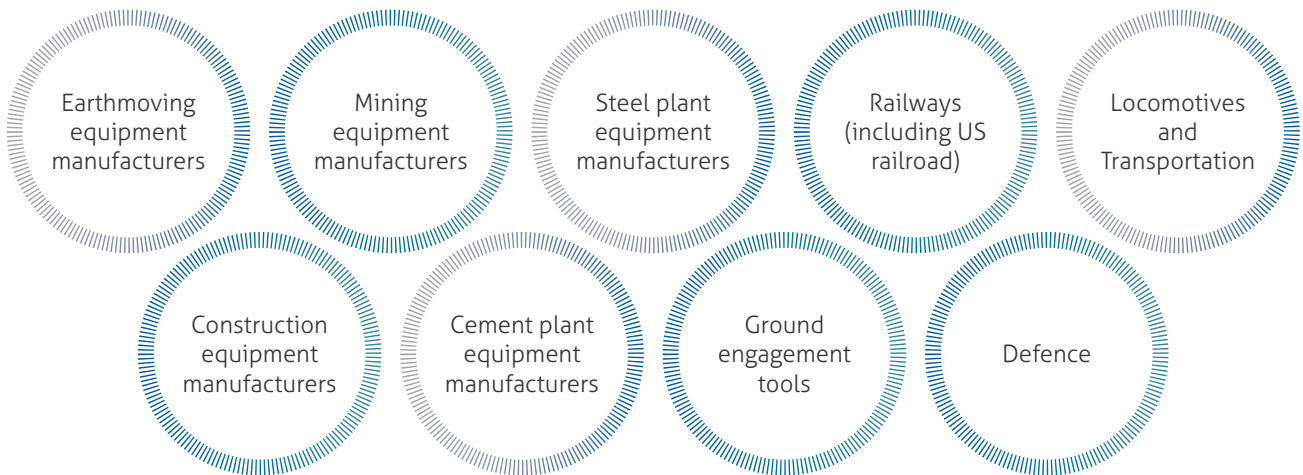 Earthmoving
equipment
manufacturers
Mining
equipment
manufacturers
Steel plant
equipment
manufacturers
Railways
(including US
railroad)
Locomotives
and
Transportation
Construction
equipment
manufacturers
Cement plant
equipment
manufacturers
Ground
engagement
tools
Defence